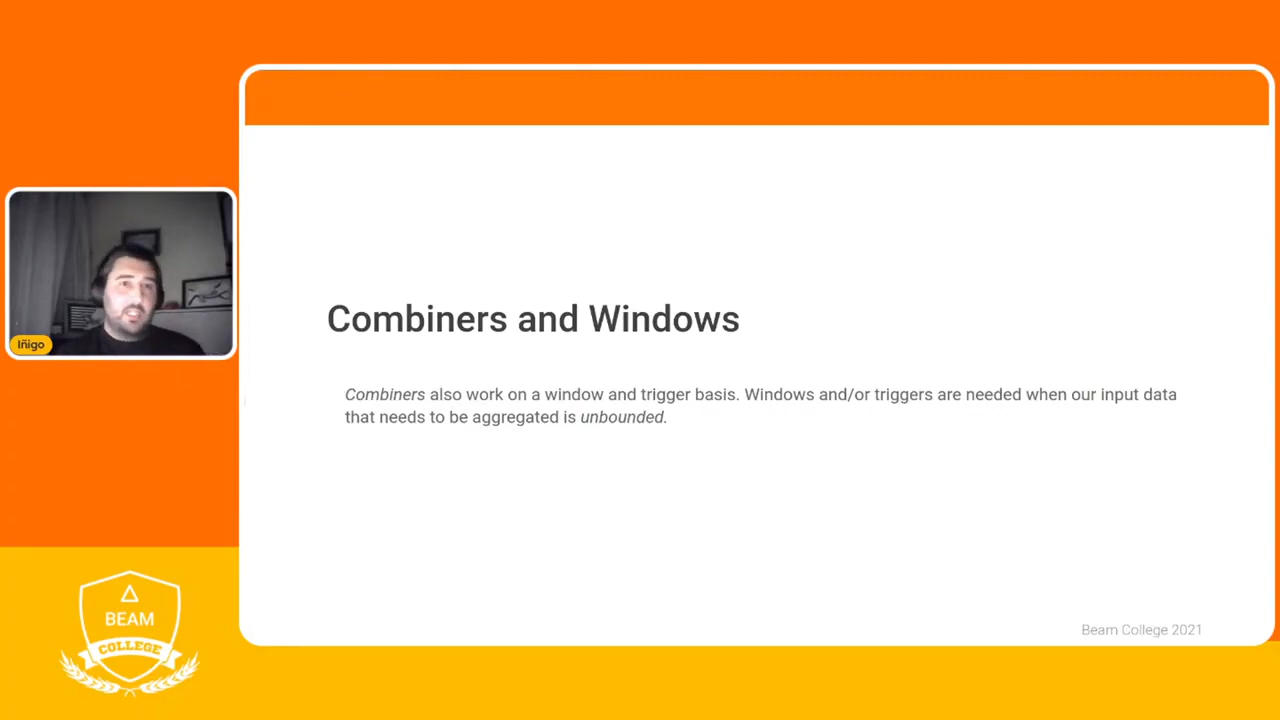 Combiners and Windows
Combiners also work on a window and trigger basis. Windows and/or triggers are needed when our input data
that needs to be aggregated is unbounded.
Iñigo
BEAM
COLLEGE
Beam College 2021